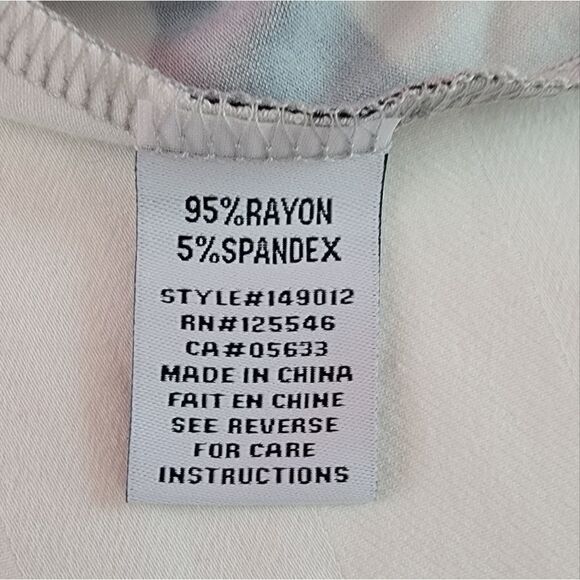 95%RAYON
5%SPANDEX
STYLE#149012
RN#125546
CA#05633
MADE IN CHINA
FAIT EN CHINE
SEE REVERSE
FOR CARE
INSTRUCTIONS